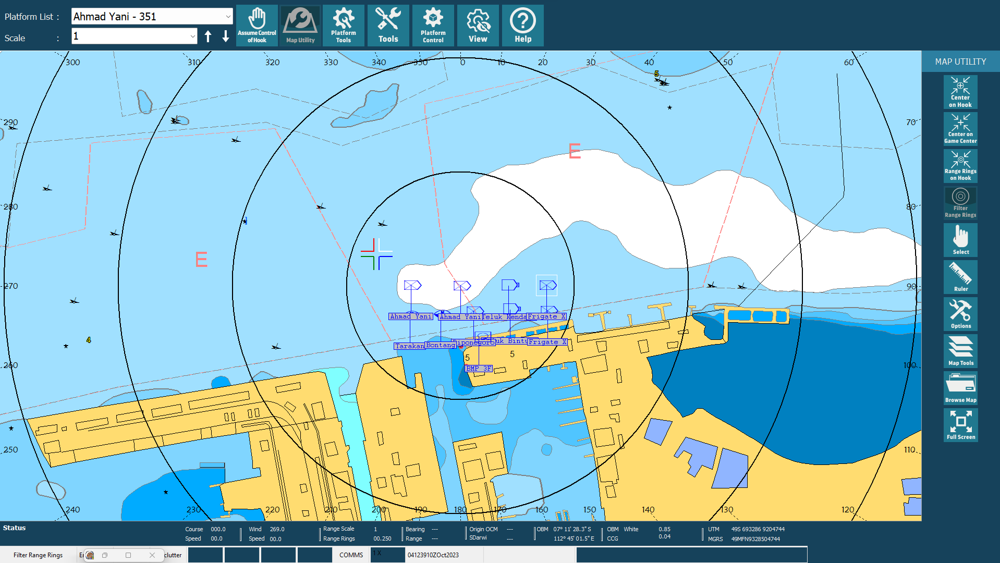 Platform List :
Ahmad Yani - 351
Scale :
1
Assume Control
of Hook
Map Utility
Platform
Tools
Tools
Platform
Control
View
Help
MAP UTILITY
Center
on Hook
Center on
Game Center
Range Rings
on Hook
Filter
Range Rings
Select
Ruler
Options
Map Tools
Browse Map
Full Screen
300
310
320
330
340
350
0
10
20
30
40
50
60
5
290
70
E
280
80
E
270
90
Ahmad Yani
Ahmad Yani
Teluk Kenda
Frigate X
4
Tarakan
Bontang
Diponegoro
uk Bintu
Frigate X
5
5
BMP 3F
260
100
250
110
240
230
220
210
200
190
180
170
160
150
140
130
120
Status
Course 000.0
Speed 00.0
Wind 269.0
Speed 00.0
Range Scale 1
Range Rings 00.250
Bearing ---
Range ---
Origin OCM ---
SDarwi ---
OBM 07° 11' 28.3" S
112° 45' 01.5" E
OBM White 0.85
CCG 0.04
UTM 49S 693286 9204744
MGRS 49MFN9328504744
Filter Range Rings
clutter
COMMS
1 X
04123910ZOct2023